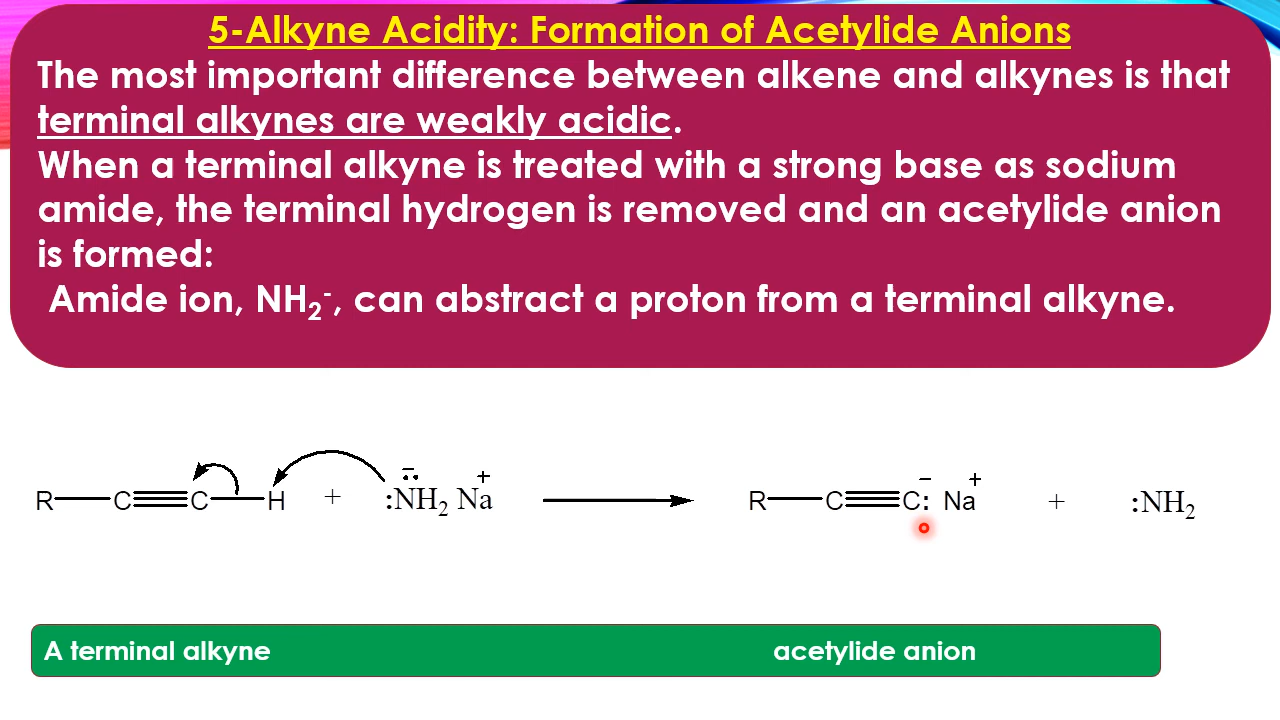 5-Alkyne Acidity: Formation of Acetylide Anions
The most important difference between alkene and alkynes is that
terminal alkynes are weakly acidic.
When a terminal alkyne is treated with a strong base as sodium
amide, the terminal hydrogen is removed and an acetylide anion
is formed:
Amide ion, NH₂⁻, can abstract a proton from a terminal alkyne.
R—C≡C—H + :N̈H₂⁻ Na⁺ ⟶ R—C≡C:⁻ Na⁺ + :NH₂
A terminal alkyne acetylide anion